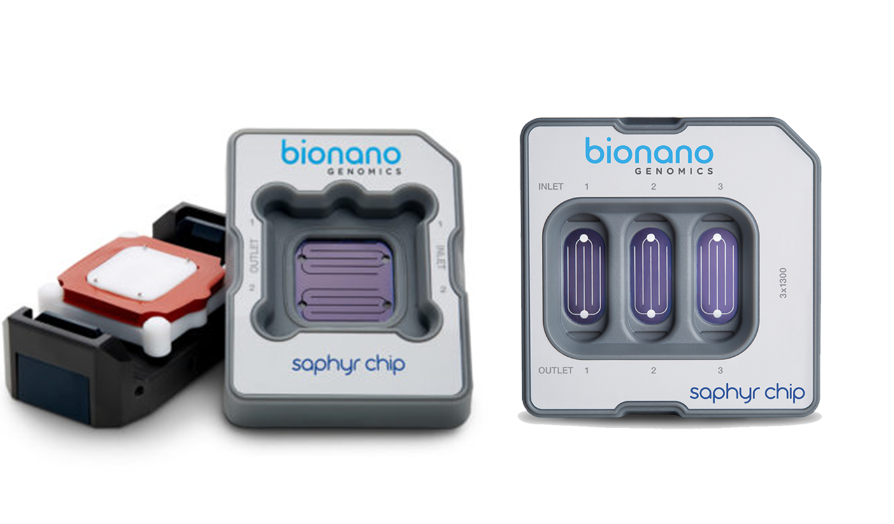 bionano
GENOMICS
1
1
OUTLET
INLET
2
2
saphyr chip
bionano
GENOMICS
INLET 1 2 3
3x1300
OUTLET 1 2 3
saphyr chip